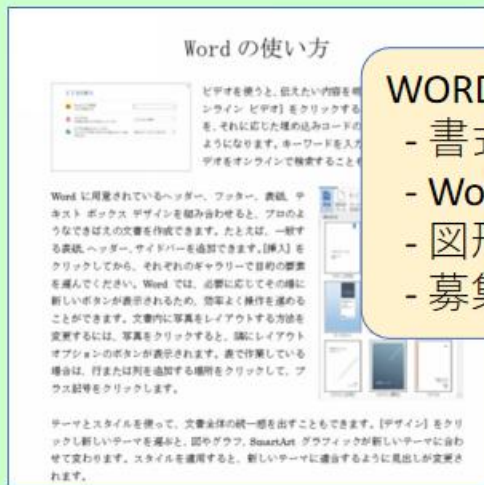 Word の使い方
ビデオを使うと、伝えたい内容を明
ンライン ビデオ] をクリックする
を、それに応じた埋め込みコードの
ようになります。キーワードを入力
デオをオンラインで検索すること
Word に用意されているヘッダー、フッター、表紙、テ
キスト ボックス デザインを組み合わせると、プロのよ
うなできばえの文書を作成できます。たとえば、一致す
る表紙、ヘッダー、サイドバーを追加できます。[挿入] を
クリックしてから、それぞれのギャラリーで目的の要素
を選んでください。Word では、必要に応じてその場に
新しいボタンが表示されるため、効率よく操作を進める
ことができます。文書内に写真をレイアウトする方法を
変更するには、写真をクリックすると、隣にレイアウト
オプションのボタンが表示されます。表で作業している
場合は、行または列を追加する場所をクリックして、プ
ラス記号をクリックします。
テーマとスタイルを使って、文書全体の統一感を出すこともできます。[デザイン] をクリ
ックし新しいテーマを選ぶと、図やグラフ、SmartArt グラフィックが新しいテーマに合わ
せて変わります。スタイルを適用すると、新しいテーマに適合するように見出しが変更さ
れます。
WORD
- 書式
- Wo
- 図形
- 募集